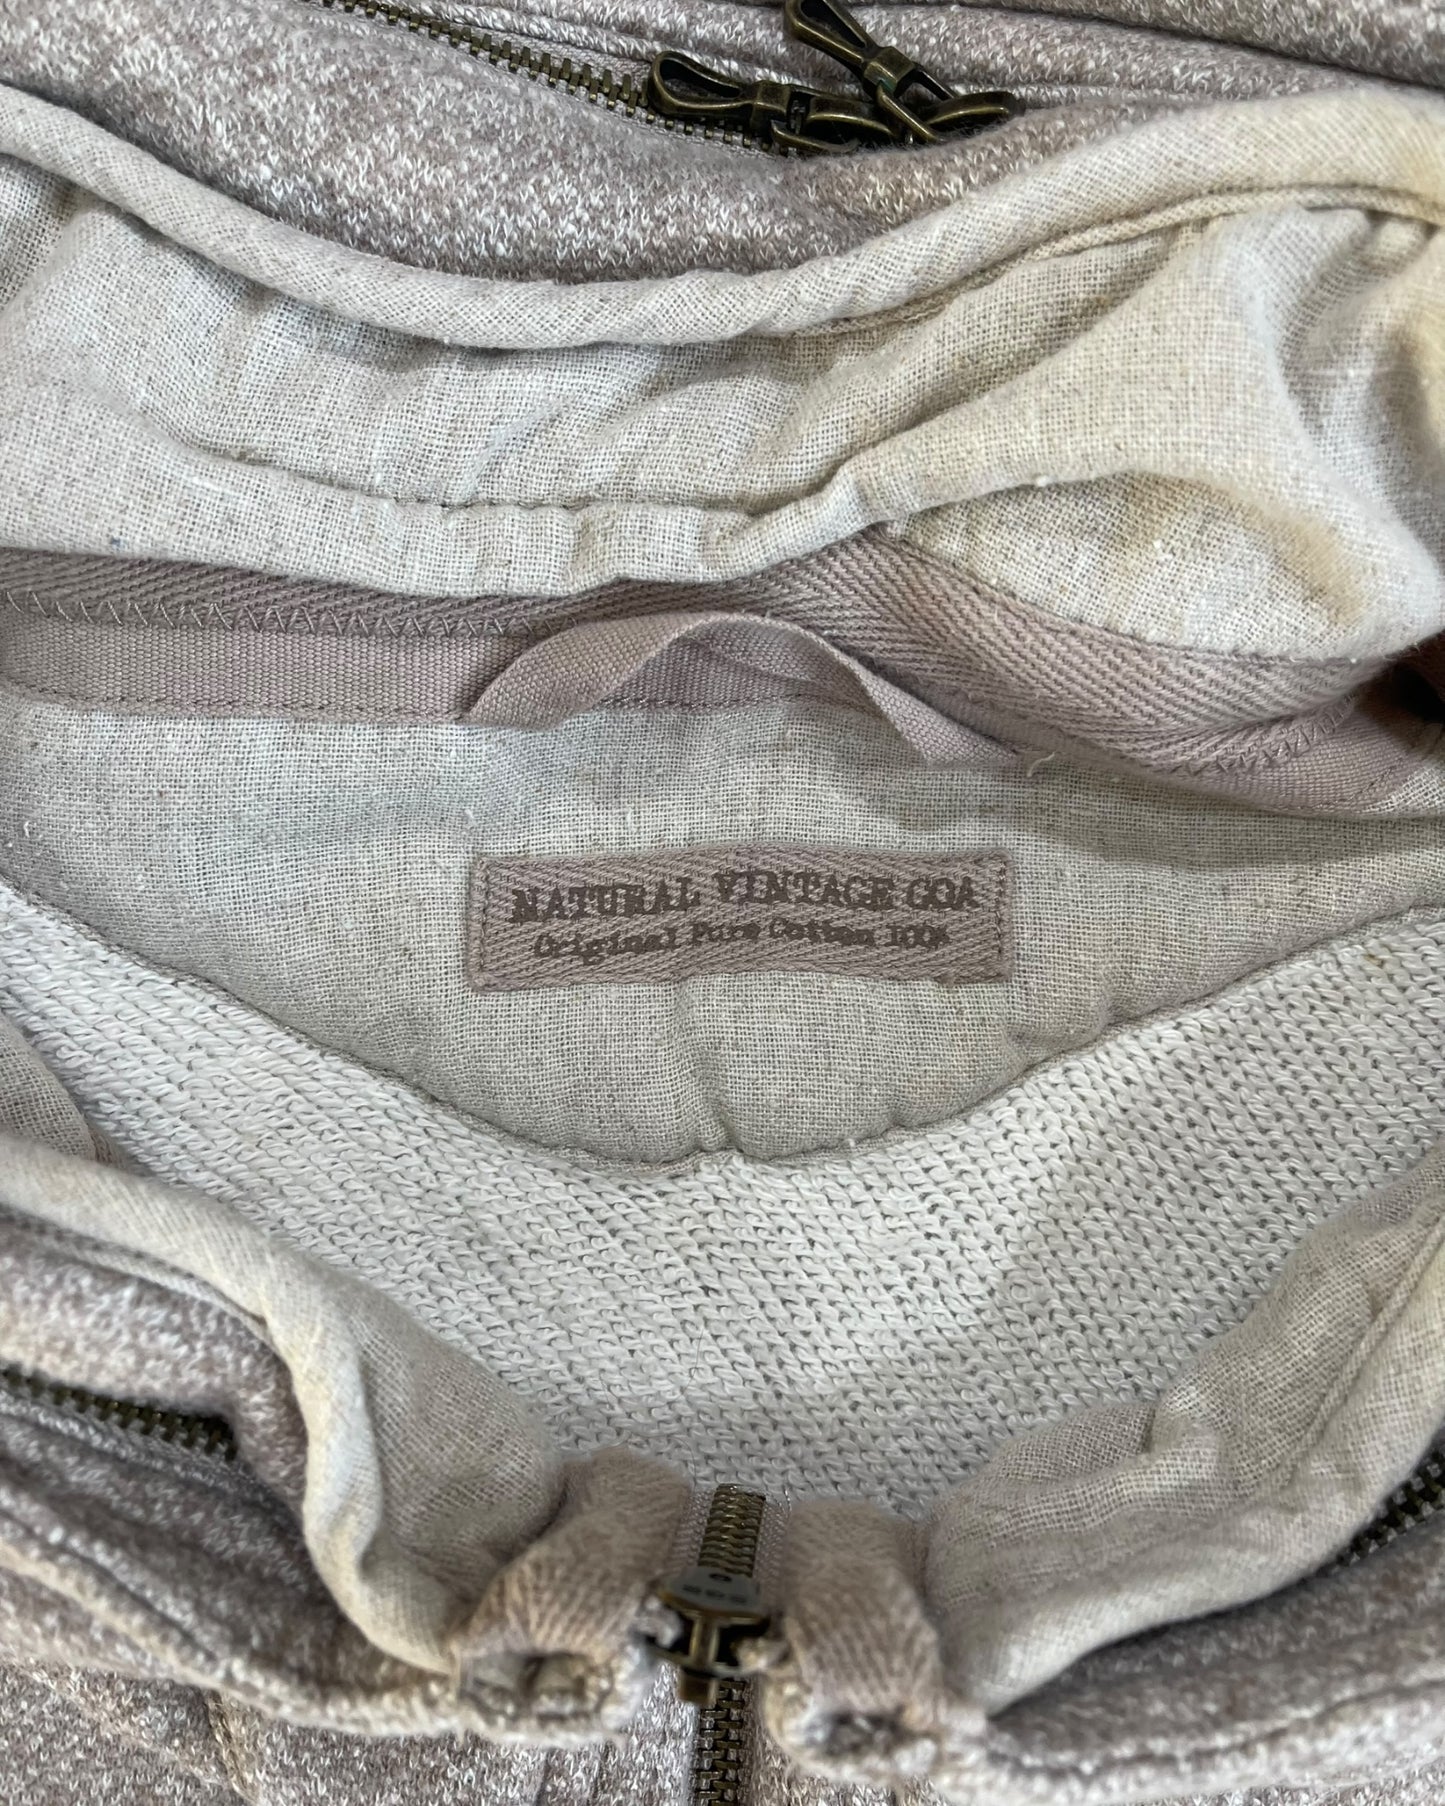 NATURAL VINTAGE GOA
Original Pure Cotton 100%